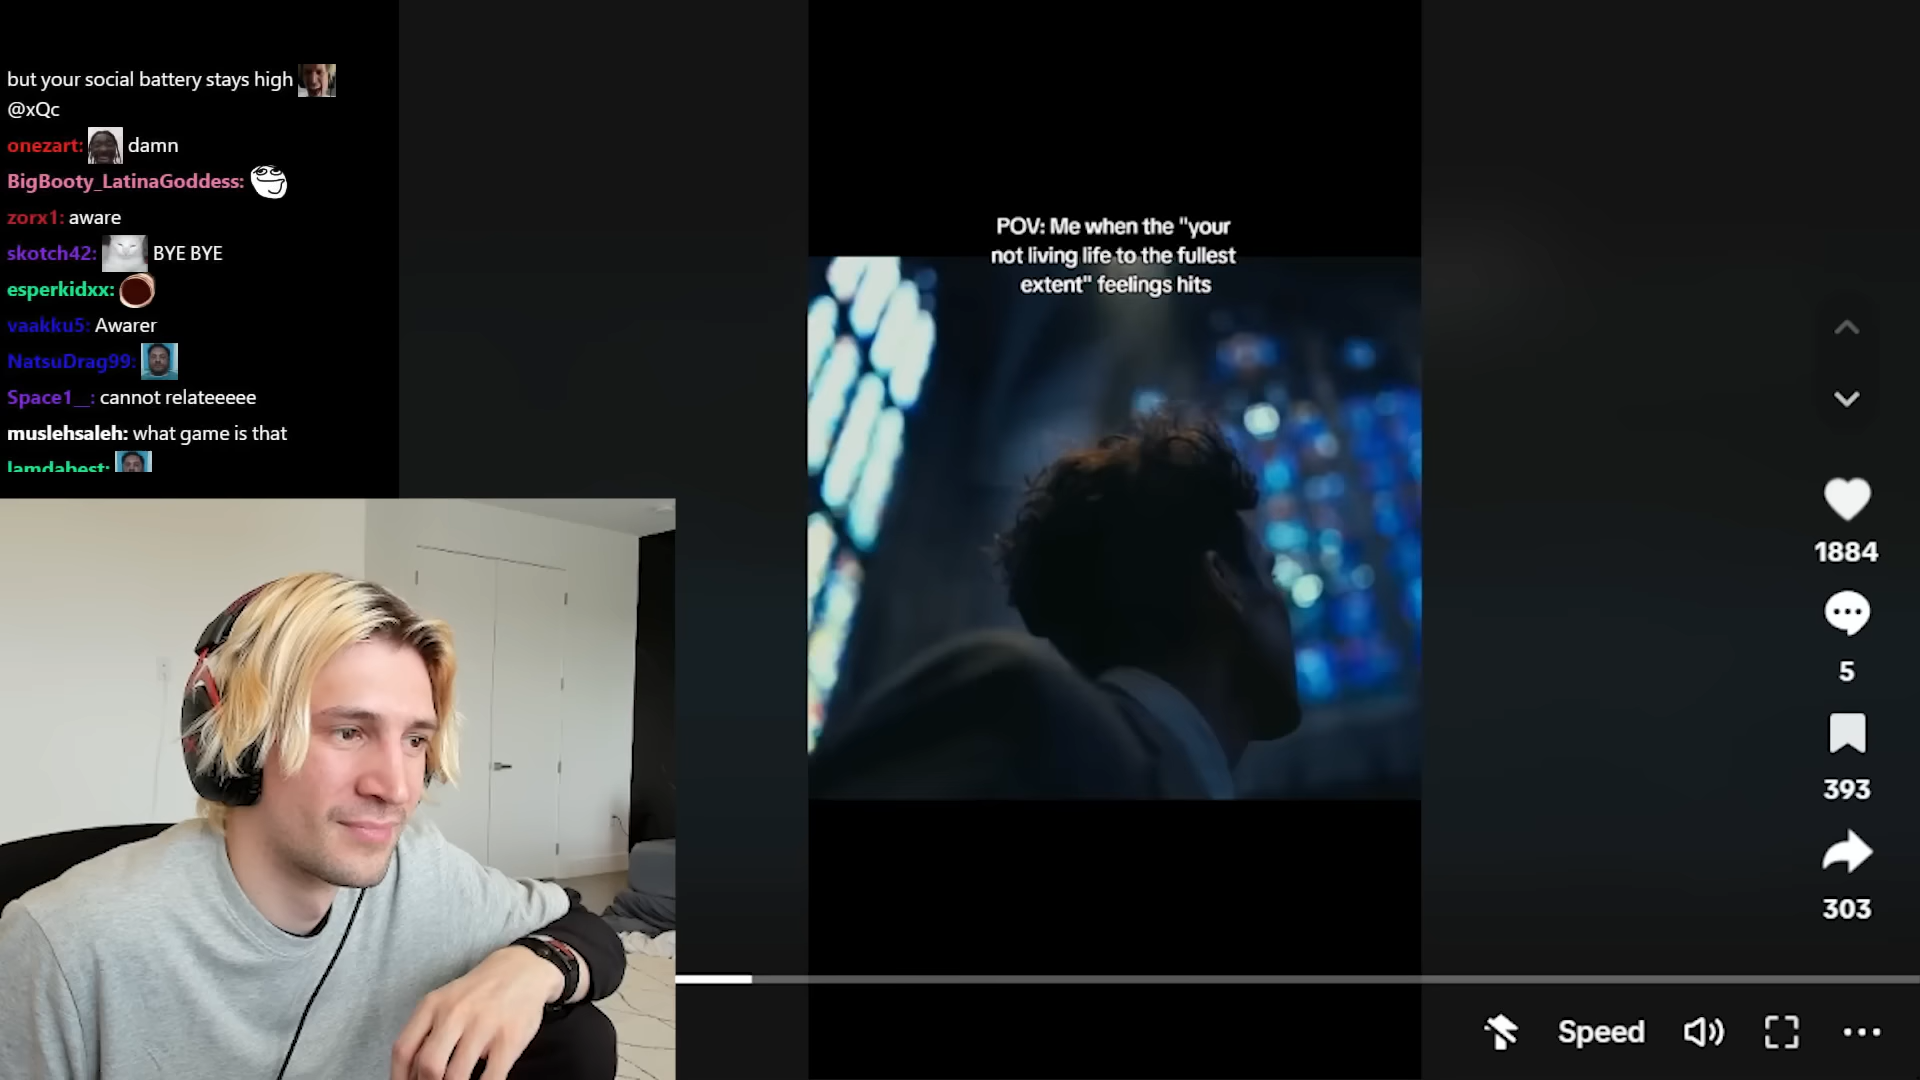 but your social battery stays high
@xQc
onezart: damn
BigBooty_LatinaGoddess:
zorx1: aware
skotch42: BYE BYE
esperkidxx:
vaakku5: Awarer
NatsuDrag99:
Space1__: cannot relateeeee
muslehsaleh: what game is that
lamdabest:
POV: Me when the "your
not living life to the fullest
extent" feelings hits
1884
5
393
303
Speed